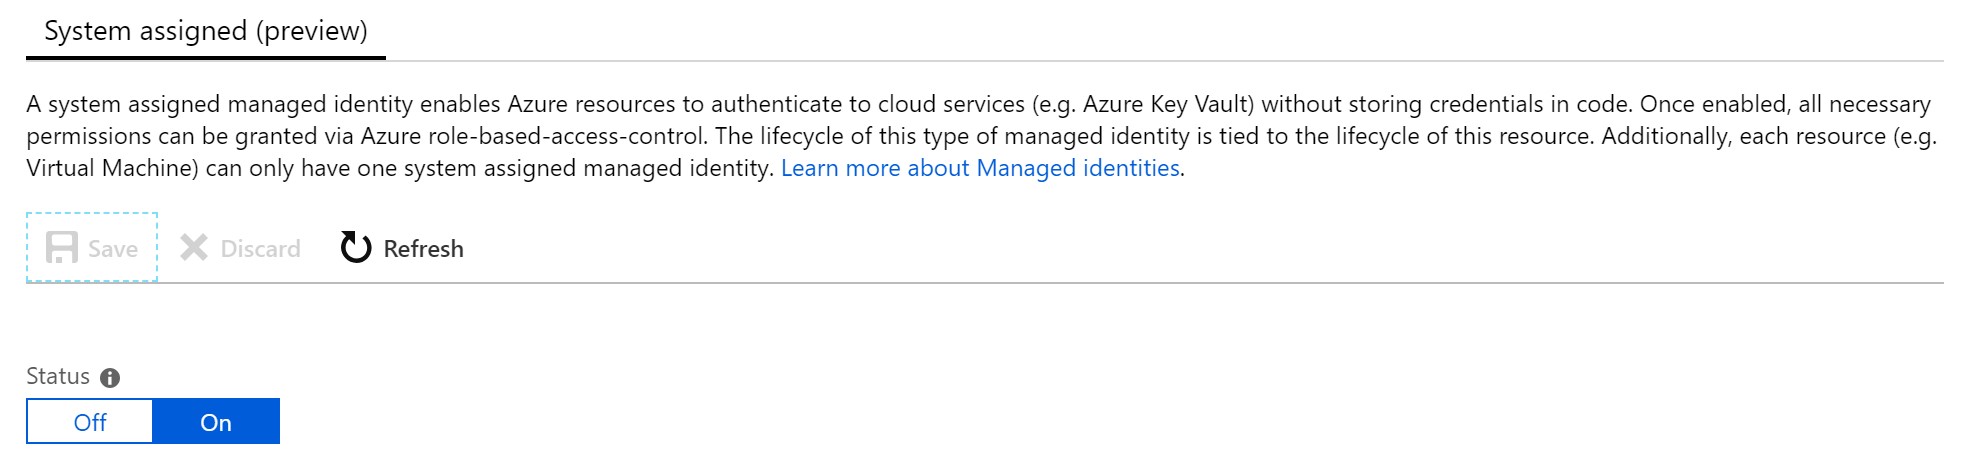 System assigned (preview)
A system assigned managed identity enables Azure resources to authenticate to cloud services (e.g. Azure Key Vault) without storing credentials in code. Once enabled, all necessary
permissions can be granted via Azure role-based-access-control. The lifecycle of this type of managed identity is tied to the lifecycle of this resource. Additionally, each resource (e.g.
Virtual Machine) can only have one system assigned managed identity. Learn more about Managed identities.
Save Discard Refresh
Status
Off On